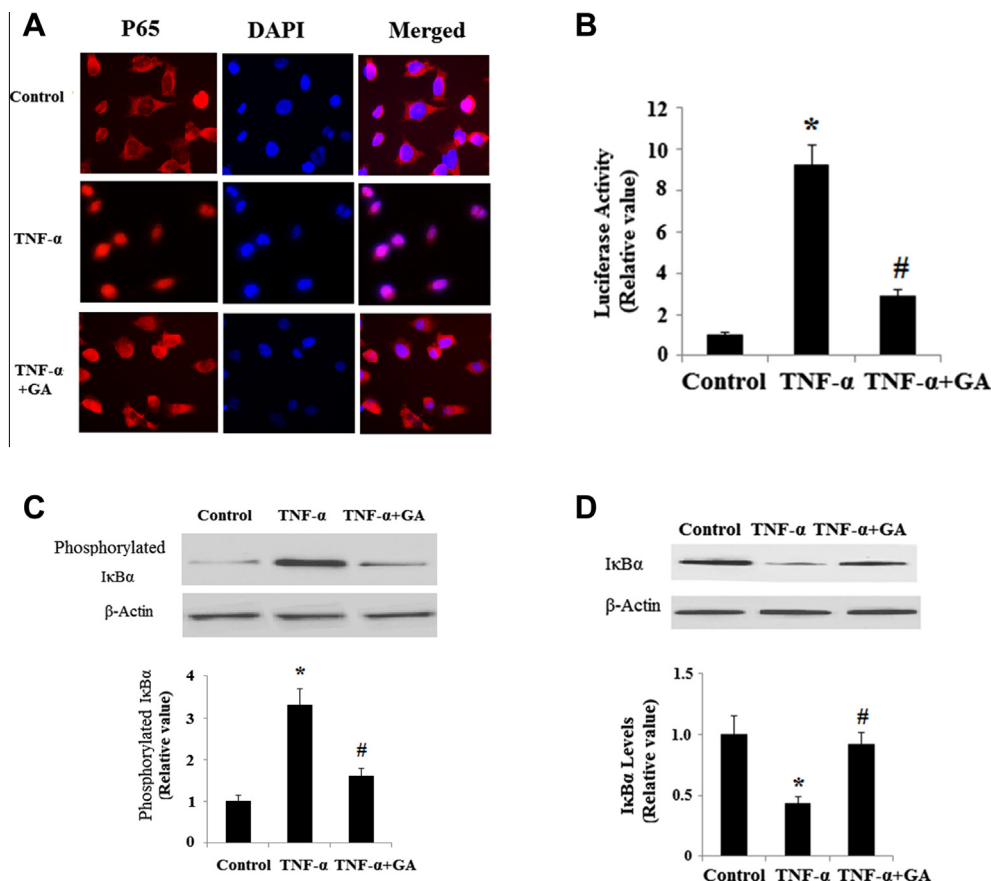 A
P65 DAPI Merged
Control
TNF-α
TNF-α
+GA
B
Luciferase Activity
(Relative value)
12
10
8
6
4
2
0
*
#
Control TNF-α TNF-α+GA
C
Control TNF-α TNF-α+GA
Phosphorylated
IκBα
β-Actin
Phosphorylated IκBα
(Relative value)
4
3
2
1
0
*
#
Control TNF-α TNF-α+GA
D
Control TNF-α TNF-α+GA
IκBα
β-Actin
IκBα Levels
(Relative value)
1.5
1.0
0.5
0
*
#
Control TNF-α TNF-α+GA